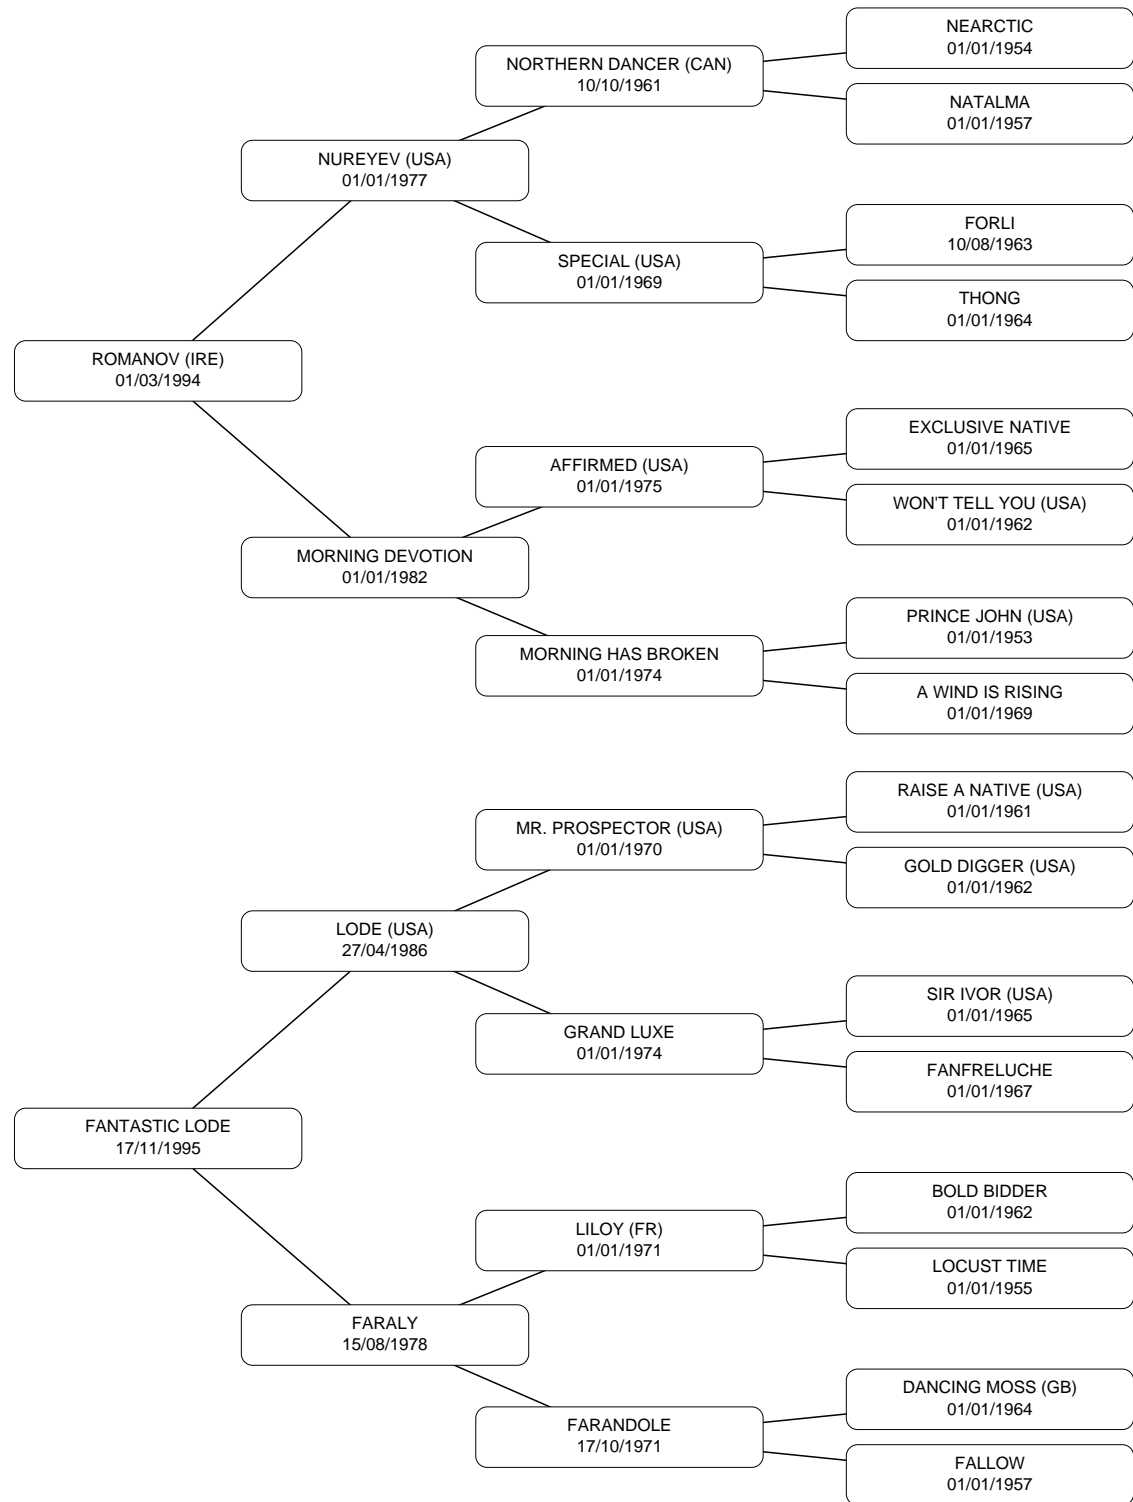 NEARCTIC
01/01/1954
NORTHERN DANCER (CAN)
10/10/1961
NATALMA
01/01/1957
NUREYEV (USA)
01/01/1977
FORLI
10/08/1963
SPECIAL (USA)
01/01/1969
THONG
01/01/1964
ROMANOV (IRE)
01/03/1994
EXCLUSIVE NATIVE
01/01/1965
AFFIRMED (USA)
01/01/1975
WON'T TELL YOU (USA)
01/01/1962
MORNING DEVOTION
01/01/1982
PRINCE JOHN (USA)
01/01/1953
MORNING HAS BROKEN
01/01/1974
A WIND IS RISING
01/01/1969
RAISE A NATIVE (USA)
01/01/1961
MR. PROSPECTOR (USA)
01/01/1970
GOLD DIGGER (USA)
01/01/1962
LODE (USA)
27/04/1986
SIR IVOR (USA)
01/01/1965
GRAND LUXE
01/01/1974
FANFRELUCHE
01/01/1967
FANTASTIC LODE
17/11/1995
BOLD BIDDER
01/01/1962
LILOY (FR)
01/01/1971
LOCUST TIME
01/01/1955
FARALY
15/08/1978
DANCING MOSS (GB)
01/01/1964
FARANDOLE
17/10/1971
FALLOW
01/01/1957